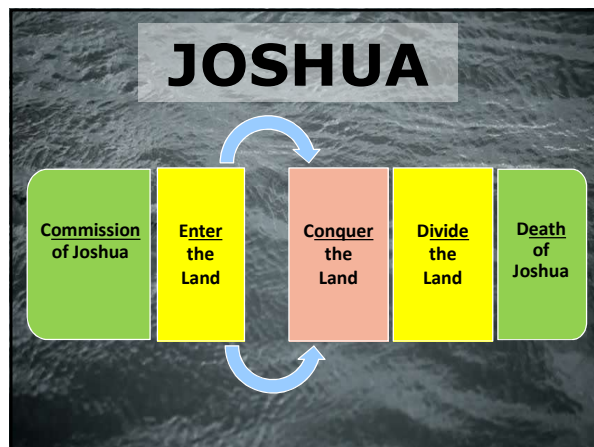 JOSHUA
Commission
of Joshua
Enter
the
Land
Conquer
the
Land
Divide
the
Land
Death
of
Joshua